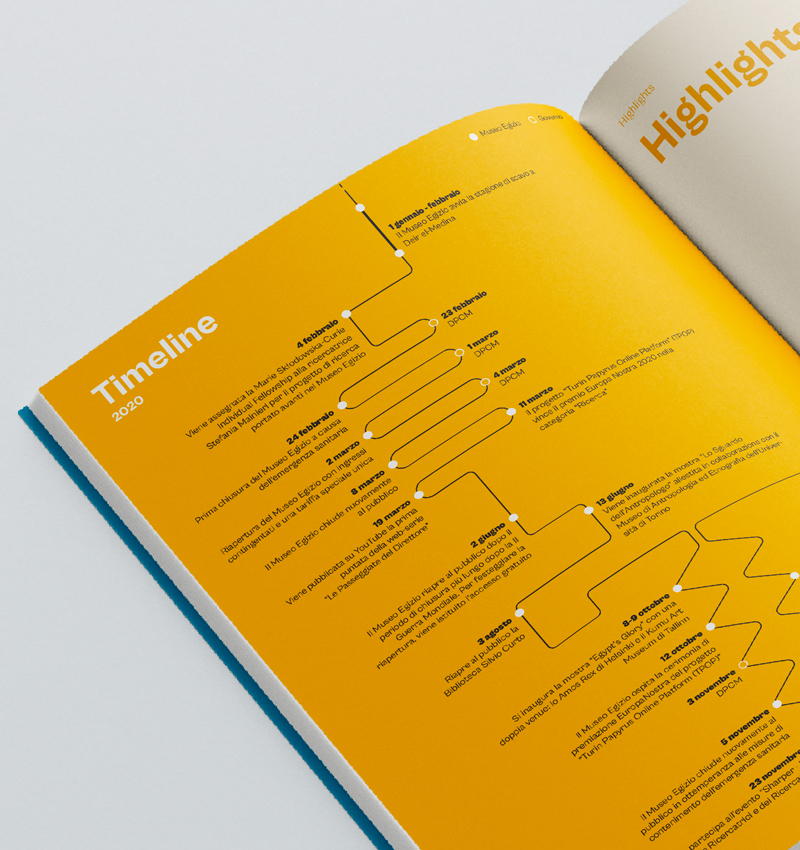 Timeline
2020
Museo Egizio
Governo
1 gennaio - febbraio
Il Museo Egizio avvia la stagione di scavo a
Deir el-Medina
4 febbraio
Viene assegnata la Marie Skłodowska-Curie
Individual Fellowship alla ricercatrice
Stefania Mainieri per il progetto di ricerca
portato avanti nel Museo Egizio
23 febbraio
DPCM
24 febbraio
Prima chiusura del Museo Egizio a causa
dell'emergenza sanitaria
1 marzo
DPCM
2 marzo
Riapertura del Museo Egizio con ingressi
contingentati e una tariffa speciale unica
4 marzo
DPCM
8 marzo
Il Museo Egizio chiude nuovamente
al pubblico
11 marzo
Il progetto "Turin Papyrus Online Platform" (TPOP)
vince il premio Europa Nostra 2020 nella
categoria "Ricerca"
19 marzo
Viene pubblicata su YouTube la prima
puntata della web-serie
"Le Passeggiate del Direttore"
2 giugno
Il Museo Egizio riapre al pubblico dopo il
periodo di chiusura più lungo dopo la II
Guerra Mondiale. Per festeggiare la
riapertura, viene istituito l'accesso gratuito
13 giugno
Viene inaugurata la mostra "Lo Sguardo
dell'Antropologo" allestita in collaborazione con il
Museo di Antropologia ed Etnografia dell'Univer-
sità di Torino
3 agosto
Riapre al pubblico la
Biblioteca Silvio Curto
8-9 ottobre
Si inaugura la mostra "Egypt's Glory" con una
doppia venue: lo Amos Rex di Helsinki e il Kumu Art
Museum di Tallinn
12 ottobre
Il Museo Egizio ospita la cerimonia di
premiazione EuropaNostra del progetto
"Turin Papyrus Online Platform (TPOP)"
3 novembre
DPCM
5 novembre
Il Museo Egizio chiude nuovamente al
pubblico in ottemperanza alle misure di
contenimento dell'emergenza sanitaria
23 novembre
partecipa all'evento "Sharper
Ricercatrici e dei Ricerca
Highlights
Highlights